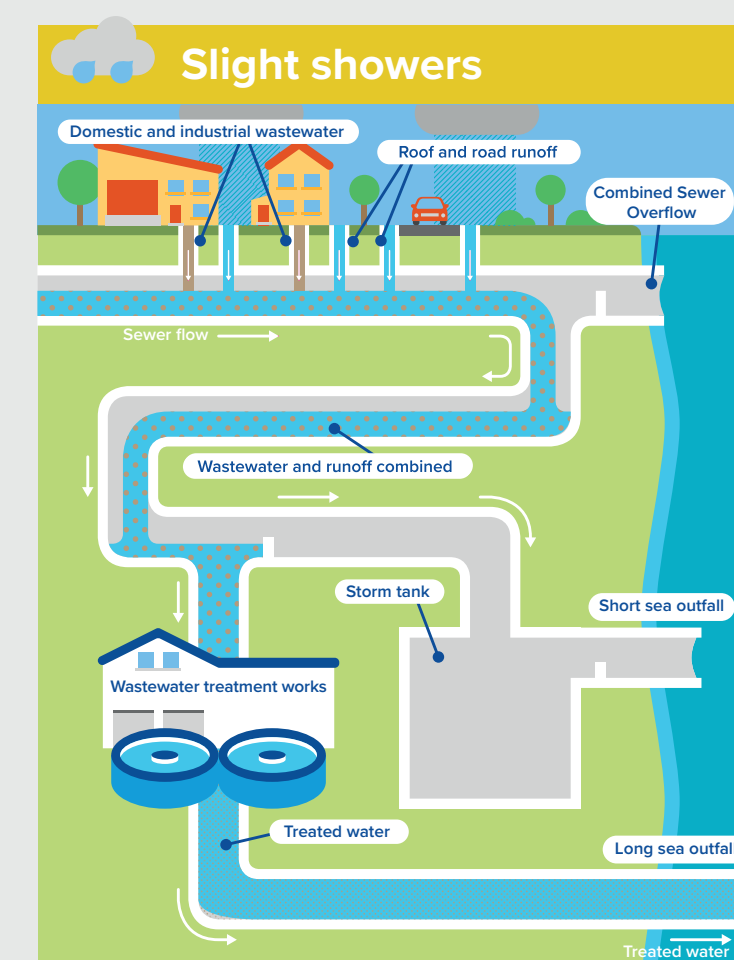 Slight showers
Domestic and industrial wastewater
Roof and road runoff
Combined Sewer
Overflow
Sewer flow
Wastewater and runoff combined
Storm tank
Short sea outfall
Wastewater treatment works
Treated water
Long sea outfal
Treated water